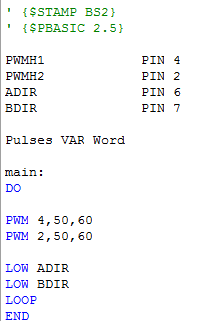 ' {$STAMP BS2}
' {$PBASIC 2.5}
PWMH1 PIN 4
PWMH2 PIN 2
ADIR PIN 6
BDIR PIN 7
Pulses VAR Word
main:
DO
PWM 4,50,60
PWM 2,50,60
LOW ADIR
LOW BDIR
LOOP
END